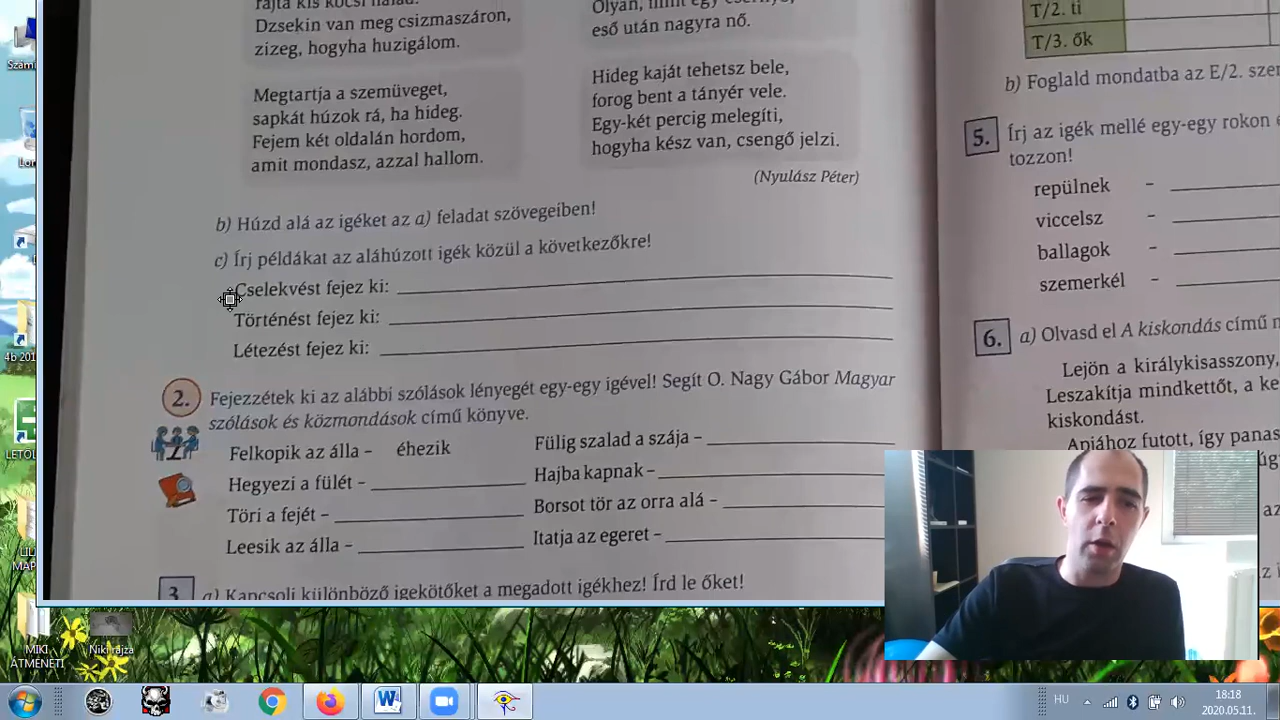 rajta kis kocsi halad.
Dzsekin van meg csizmaszáron,
zizeg, hogyha huzigálom.
Megtartja a szemüveget,
sapkát húzok rá, ha hideg.
Fejem két oldalán hordom,
amit mondasz, azzal hallom.
Olyan, mint egy csernyő,
eső után nagyra nő.
Hideg kaját tehetsz bele,
forog bent a tányér vele.
Egy-két percig melegíti,
hogyha kész van, csengő jelzi.
(Nyulász Péter)
b) Húzd alá az igéket az a) feladat szövegeiben!
c) Írj példákat az aláhúzott igék közül a következőkre!
Cselekvést fejez ki:
Történést fejez ki:
Létezést fejez ki:
2. Fejezzétek ki az alábbi szólások lényegét egy-egy igével! Segít O. Nagy Gábor Magyar
szólások és közmondások című könyve.
Felkopik az álla – éhezik
Hegyezi a fülét –
Töri a fejét –
Leesik az álla –
Fülig szalad a szája –
Hajba kapnak –
Borsot tör az orra alá –
Itatja az egeret –
3. a) Kapcsolj különböző igekötőket a megadott igékhez! Írd le őket!
T/2. ti
T/3. ők
b) Foglald mondatba az E/2.
5. Írj az igék mellé egy-egy rokon
tozzon!
repülnek –
viccelsz –
ballagok –
szemerkél –
6. a) Olvasd el A kiskondás című
Lejön a királykisasszony,
Leszakítja mindkettőt, a
kiskondást.
Apjához futott, így
4b
MIKI
ÁTMÉNETI
Niki rajza
HU
18:18
2020.05.11.